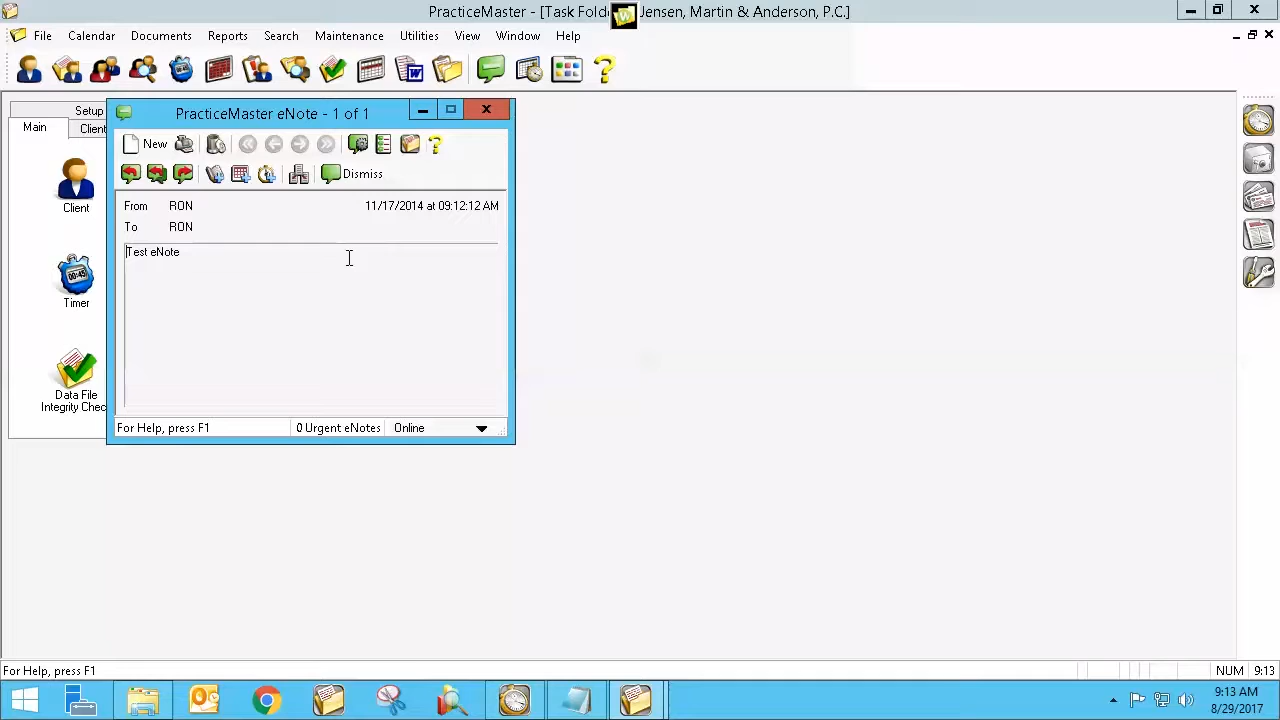 PracticeMaster - [Task Fold Jensen, Martin & Anderson, P.C.]
File Calendar Documents Reports Search Maintenance Utilities View Window Help
Setup
Main Client
Client
Timer
Data File
Integrity Chec
PracticeMaster eNote - 1 of 1
New
Dismiss
From RON 11/17/2014 at 09:12:12 AM
To RON
Test eNote
For Help, press F1 0 Urgent eNotes Online
For Help, press F1 NUM 9:13
9:13 AM
8/29/2017